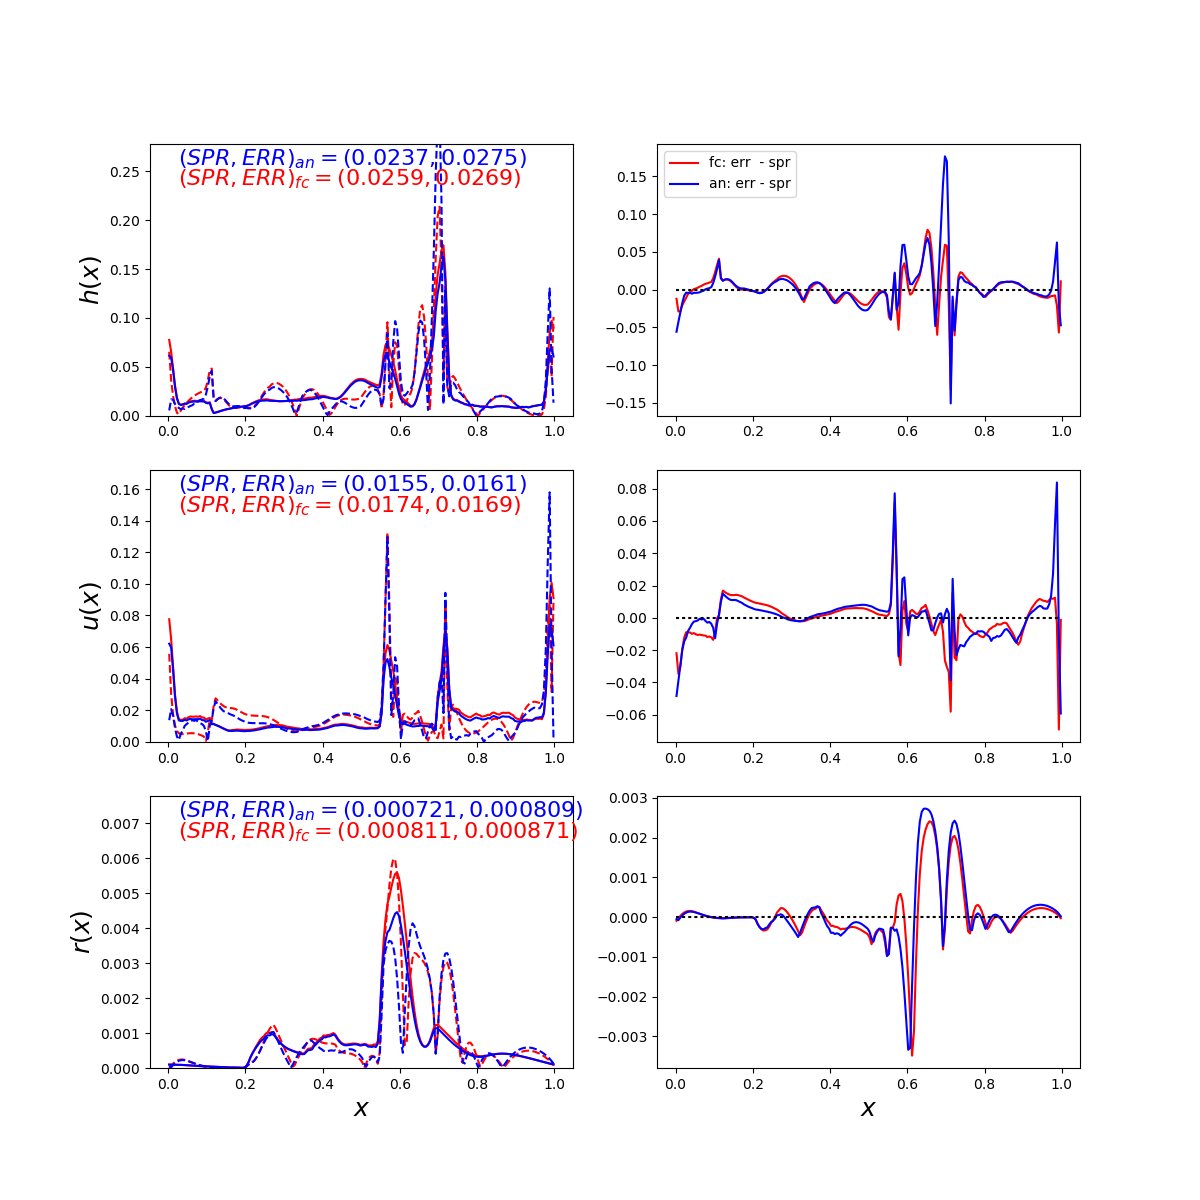 (SPR, ERR)an = (0.0237, 0.0275)
(SPR, ERR)fc = (0.0259, 0.0269)
0.25
0.20
0.15
0.10
0.05
0.00
h(x)
0.0 0.2 0.4 0.6 0.8 1.0
fc: err - spr
an: err - spr
0.15
0.10
0.05
0.00
−0.05
−0.10
−0.15
0.0 0.2 0.4 0.6 0.8 1.0
(SPR, ERR)an = (0.0155, 0.0161)
(SPR, ERR)fc = (0.0174, 0.0169)
0.16
0.14
0.12
0.10
0.08
0.06
0.04
0.02
0.00
u(x)
0.0 0.2 0.4 0.6 0.8 1.0
0.08
0.06
0.04
0.02
0.00
−0.02
−0.04
−0.06
0.0 0.2 0.4 0.6 0.8 1.0
(SPR, ERR)an = (0.000721, 0.000809)
(SPR, ERR)fc = (0.000811, 0.000871)
0.007
0.006
0.005
0.004
0.003
0.002
0.001
0.000
r(x)
0.0 0.2 0.4 0.6 0.8 1.0
x
0.003
0.002
0.001
0.000
−0.001
−0.002
−0.003
0.0 0.2 0.4 0.6 0.8 1.0
x